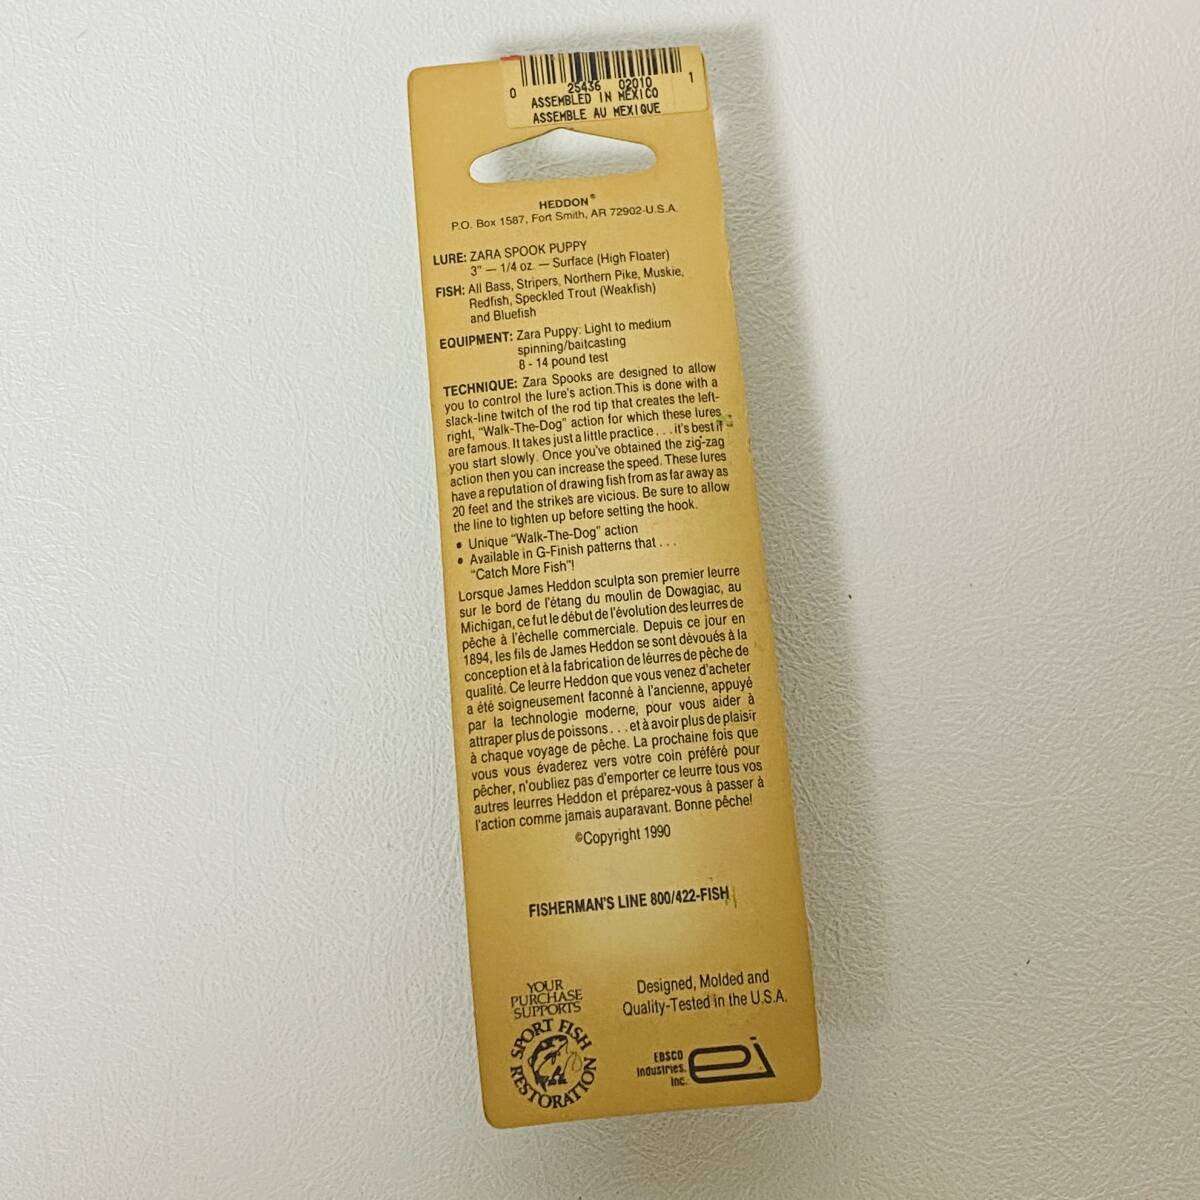 0 25436 02010 1
ASSEMBLED IN MEXICO
ASSEMBLE AU MEXIQUE
HEDDON®
P.O. Box 1587, Fort Smith, AR 72902-U.S.A.
LURE: ZARA SPOOK PUPPY
3" — 1/4 oz. — Surface (High Floater)
FISH: All Bass, Stripers, Northern Pike, Muskie,
Redfish, Speckled Trout (Weakfish)
and Bluefish
EQUIPMENT: Zara Puppy: Light to medium
spinning/baitcasting
8 - 14 pound test
TECHNIQUE: Zara Spooks are designed to allow
you to control the lure's action.This is done with a
slack-line twitch of the rod tip that creates the left-
right, "Walk-The-Dog" action for which these lures
are famous. It takes just a little practice . . . it's best if
you start slowly. Once you've obtained the zig-zag
action then you can increase the speed. These lures
have a reputation of drawing fish from as far away as
20 feet and the strikes are vicious. Be sure to allow
the line to tighten up before setting the hook.
• Unique "Walk-The-Dog" action
• Available in G-Finish patterns that . . .
"Catch More Fish"!
Lorsque James Heddon sculpta son premier leurre
sur le bord de l'étang du moulin de Dowagiac, au
Michigan, ce fut le début de l'évolution des leurres de
pêche à l'échelle commerciale. Depuis ce jour en
1894, les fils de James Heddon se sont dévoués à la
conception et à la fabrication de léurres de pêche de
qualité. Ce leurre Heddon que vous venez d'acheter
a été soigneusement faconné à l'ancienne, appuyé
par la technologie moderne, pour vous aider à
attraper plus de poissons . . . et à avoir plus de plaisir
à chaque voyage de pêche. La prochaine fois que
vous vous évaderez vers votre coin préféré pour
pêcher, n'oubliez pas d'emporter ce leurre tous vos
autres leurres Heddon et préparez-vous à passer à
l'action comme jamais auparavant. Bonne pêche!
©Copyright 1990
FISHERMAN'S LINE 800/422-FISH
YOUR
PURCHASE
SUPPORTS
SPORT FISH
RESTORATION
Designed, Molded and
Quality-Tested in the U.S.A.
EBSCO
Industries,
Inc.
ei